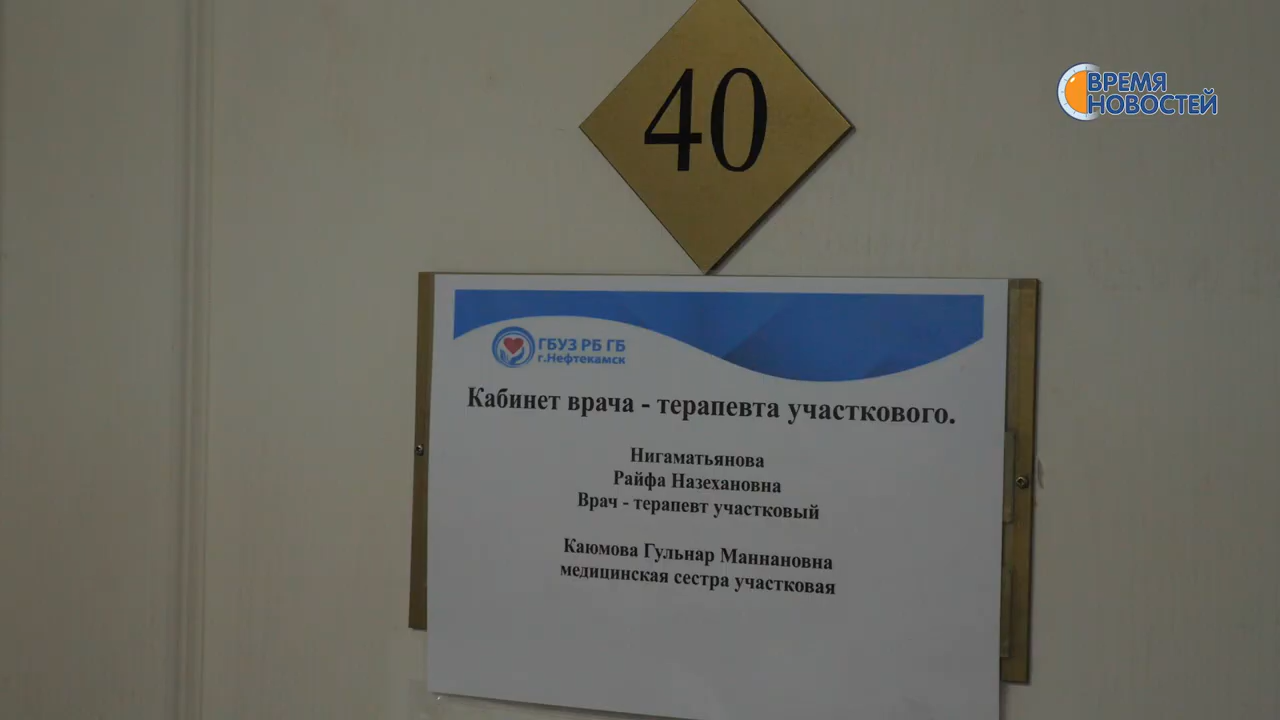 40
ВРЕМЯ
НОВОСТЕЙ
ГБУЗ РБ ГБ
г.Нефтекамск
Кабинет врача - терапевта участкового.
Нигаматьянова
Райфа Назехановна
Врач - терапевт участковый
Каюмова Гульнар Маннановна
медицинская сестра участковая